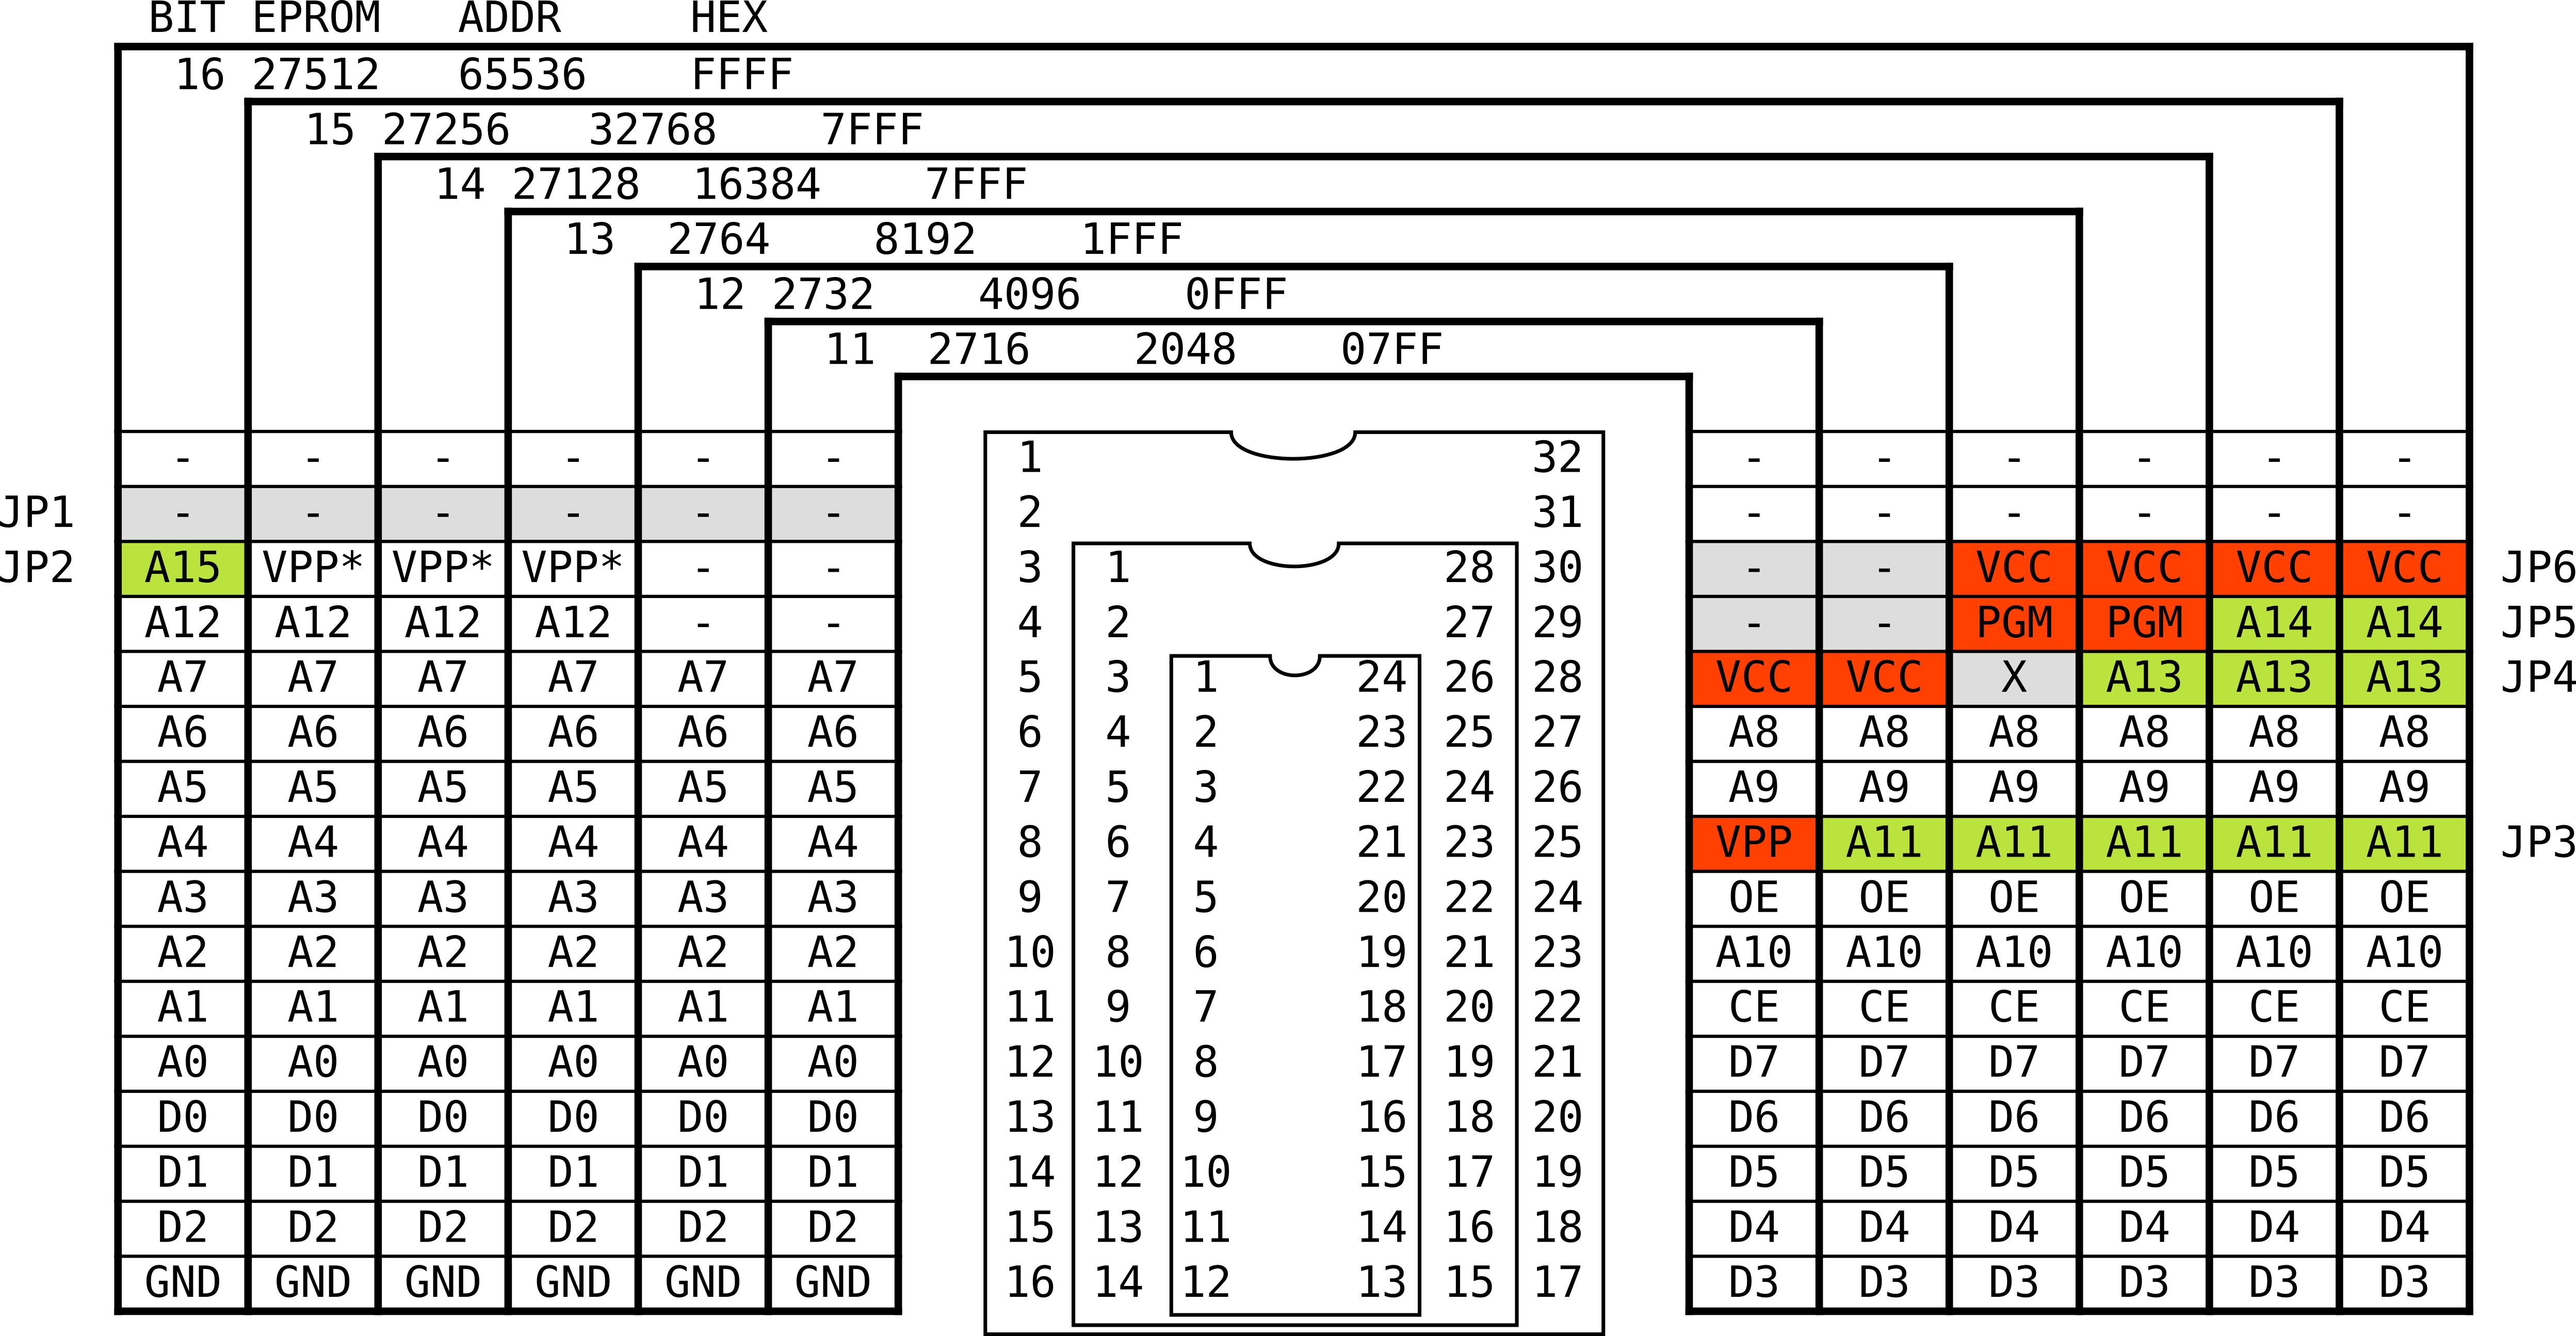 BIT EPROM ADDR HEX
16 27512 65536 FFFF
15 27256 32768 7FFF
14 27128 16384 7FFF
13 2764 8192 1FFF
12 2732 4096 0FFF
11 2716 2048 07FF
- - - - - - 1 32 - - - - - -
JP1 - - - - - - 2 31 - - - - - -
JP2 A15 VPP* VPP* VPP* - - 3 1 28 30 - - VCC VCC VCC VCC JP6
A12 A12 A12 A12 - - 4 2 27 29 - - PGM PGM A14 A14 JP5
A7 A7 A7 A7 A7 A7 5 3 1 24 26 28 VCC VCC X A13 A13 A13 JP4
A6 A6 A6 A6 A6 A6 6 4 2 23 25 27 A8 A8 A8 A8 A8 A8
A5 A5 A5 A5 A5 A5 7 5 3 22 24 26 A9 A9 A9 A9 A9 A9
A4 A4 A4 A4 A4 A4 8 6 4 21 23 25 VPP A11 A11 A11 A11 A11 JP3
A3 A3 A3 A3 A3 A3 9 7 5 20 22 24 OE OE OE OE OE OE
A2 A2 A2 A2 A2 A2 10 8 6 19 21 23 A10 A10 A10 A10 A10 A10
A1 A1 A1 A1 A1 A1 11 9 7 18 20 22 CE CE CE CE CE CE
A0 A0 A0 A0 A0 A0 12 10 8 17 19 21 D7 D7 D7 D7 D7 D7
D0 D0 D0 D0 D0 D0 13 11 9 16 18 20 D6 D6 D6 D6 D6 D6
D1 D1 D1 D1 D1 D1 14 12 10 15 17 19 D5 D5 D5 D5 D5 D5
D2 D2 D2 D2 D2 D2 15 13 11 14 16 18 D4 D4 D4 D4 D4 D4
GND GND GND GND GND GND 16 14 12 13 15 17 D3 D3 D3 D3 D3 D3